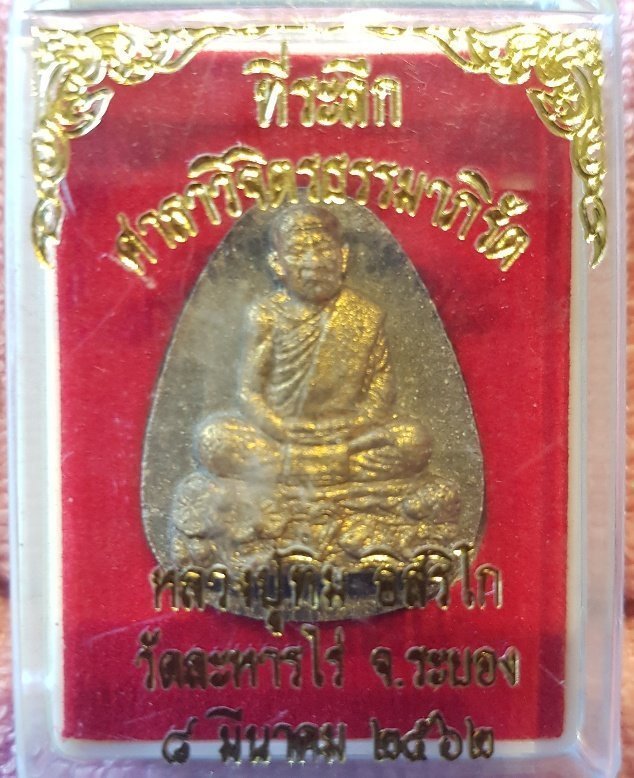 ที่ระลึก
ศาลาวิจิตรธรรมาภิรัต
หลวงปู่ทิม อิสริโก
วัดละหารไร่ จ.ระยอง
๘ มีนาคม ๒๕๖๒